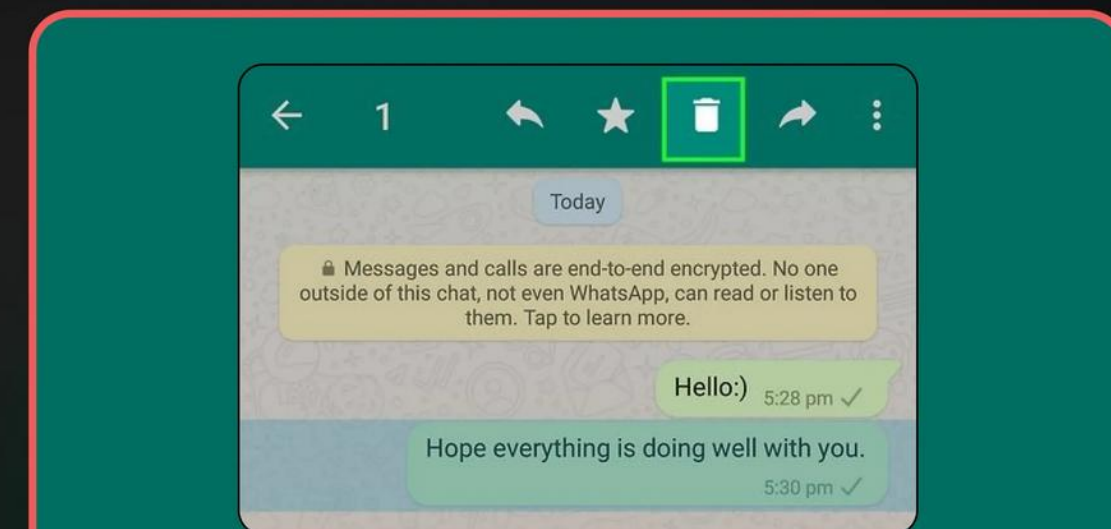 1
Today
Messages and calls are end-to-end encrypted. No one
outside of this chat, not even WhatsApp, can read or listen to
them. Tap to learn more.
Hello:) 5:28 pm
Hope everything is doing well with you.
5:30 pm